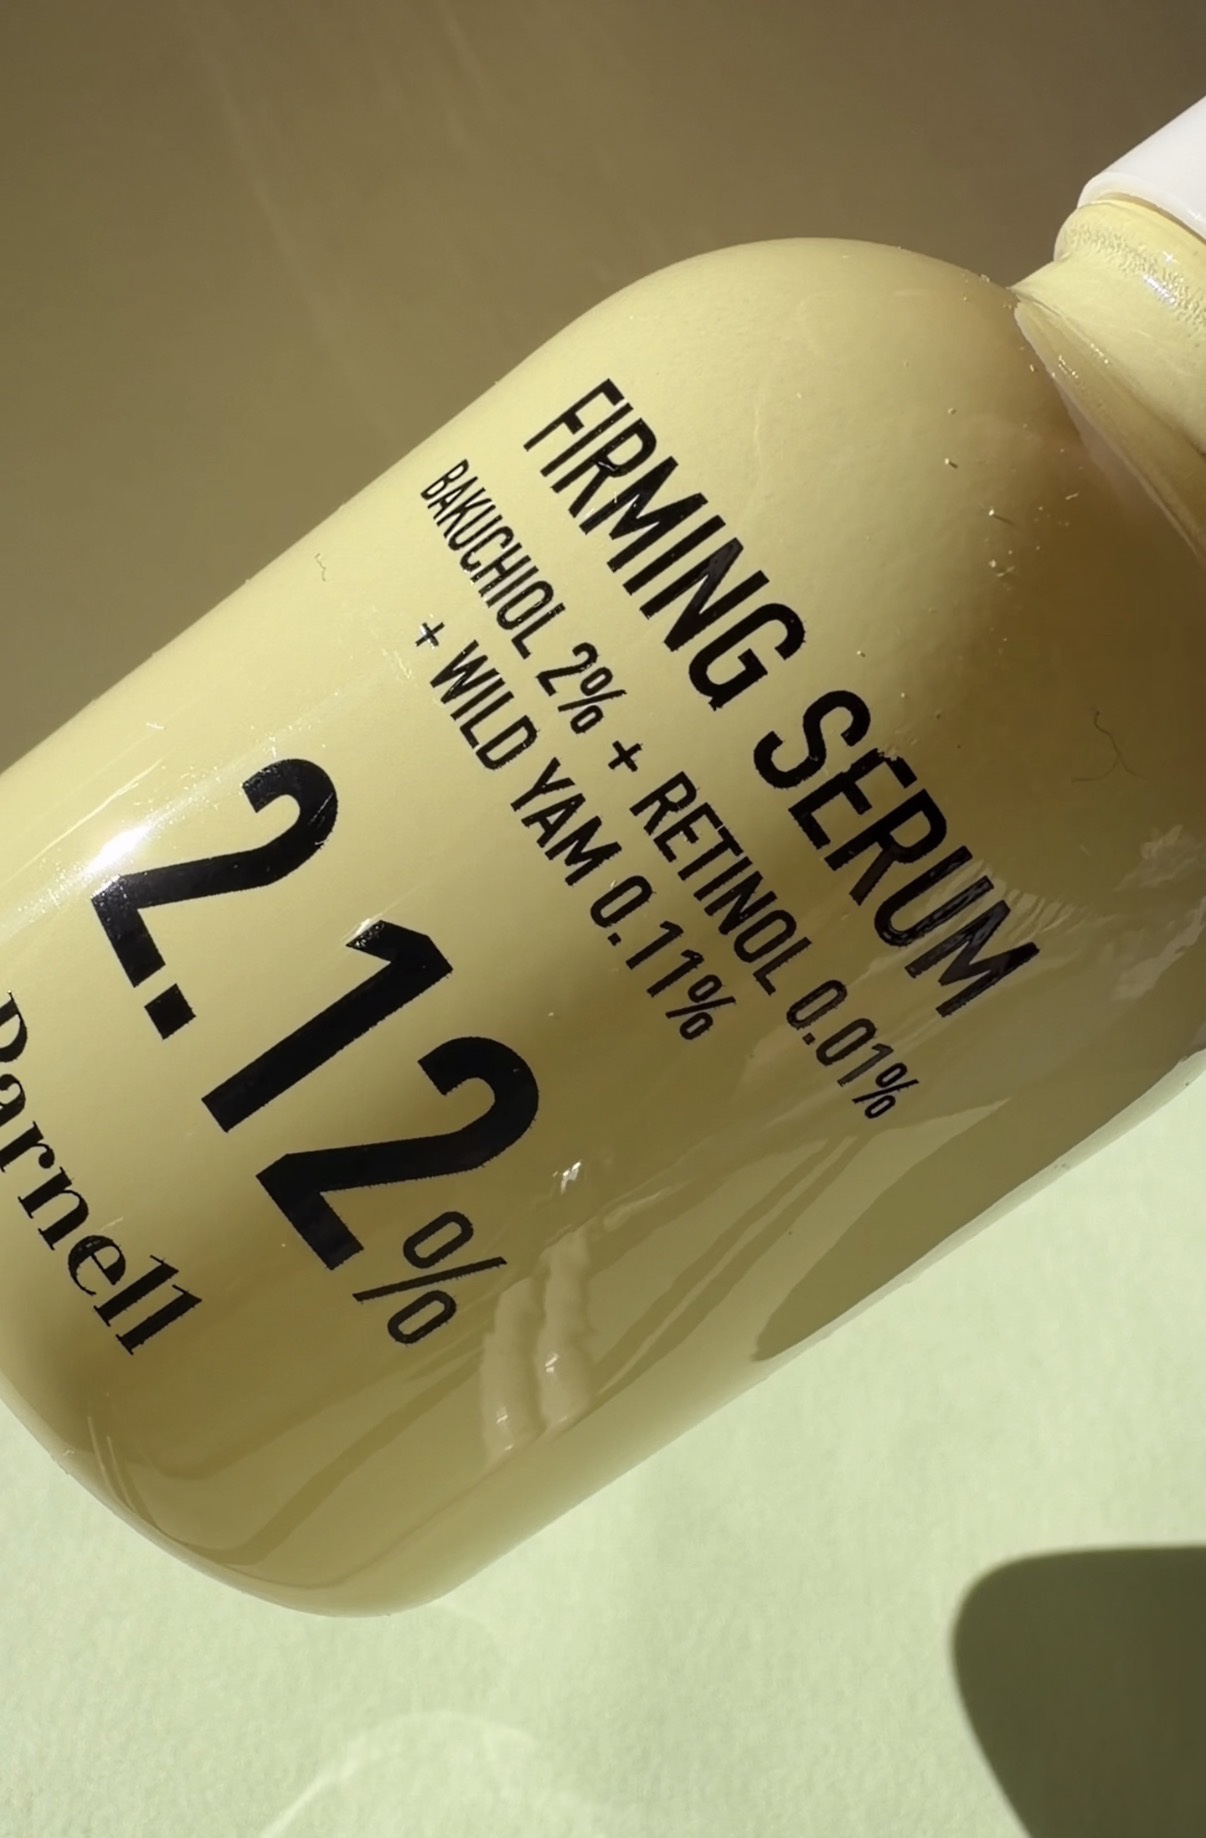 FIRMING SERUM
BAKUCHIOL 2% + RETINOL 0.01%
+ WILD YAM 0.11%
2.12%
Parnell